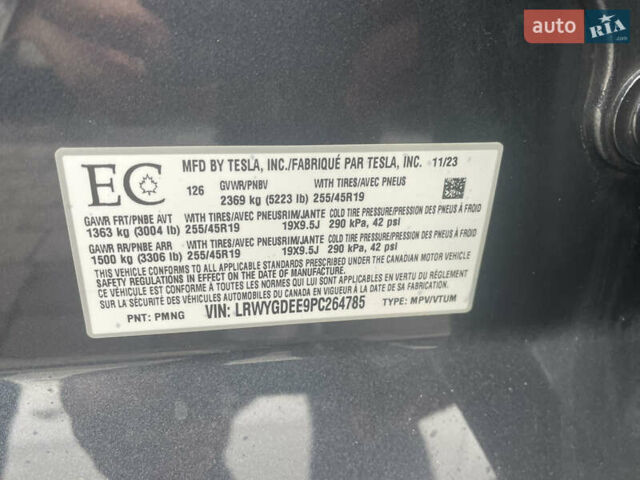 auto RIA.com
EC
MFD BY TESLA, INC./FABRIQUÉ PAR TESLA, INC. 11/23
126 GVWR/PNBV WITH TIRES/AVEC PNEUS
2369 kg (5223 lb) 255/45R19
GAWR FRT/PNBE AVT WITH TIRES/AVEC PNEUS RIM/JANTE COLD TIRE PRESSURE/PRESSION DES PNEUS À FROID
1363 kg (3004 lb) 255/45R19 19X9.5J 290 kPa, 42 psi
GAWR RR/PNBE ARR WITH TIRES/AVEC PNEUS RIM/JANTE COLD TIRE PRESSURE/PRESSION DES PNEUS À FROID
1500 kg (3306 lb) 255/45R19 19X9.5J 290 kPa, 42 psi
THIS VEHICLE CONFORMS TO ALL APPLICABLE STANDARDS PRESCRIBED UNDER THE CANADIAN MOTOR VEHICLE
SAFETY REGULATIONS IN EFFECT ON THE DATE OF MANUFACTURE
CE VÉHICULE EST CONFORME À TOUTES LES NORMES QUI LUI SONT APPLICABLES EN VERTU DU RÈGLEMENT
SUR LA SÉCURITÉ DES VÉHICULES AUTOMOBILES DU CANADA EN VIGUEUR À LA DATE DE SA FABRICATION
PNT: PMNG VIN: LRWYGDEE9PC264785 TYPE: MPV/VTUM